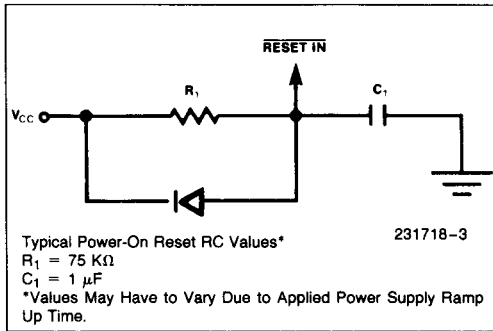 RESET IN
R₁
C₁
VCC
231718-3
Typical Power-On Reset RC Values*
R₁ = 75 KΩ
C₁ = 1 μF
*Values May Have to Vary Due to Applied Power Supply Ramp
Up Time.